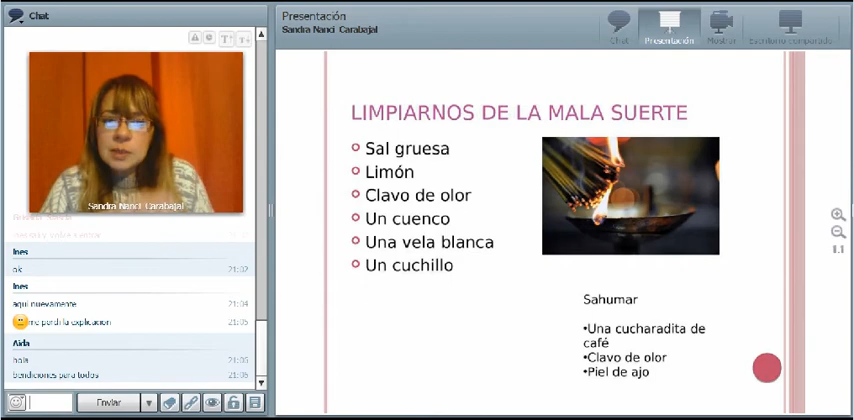 Chat
Sandra Nanci Carabajal
Ines
ok 21:02
Ines
aqui nuevamente 21:04
me perdi la explicacion 21:05
Aida
hola 21:05
bendiciones para todos 21:05
Enviar
Presentación
Sandra Nanci Carabajal
Chat
Presentación
Mostrar
Escritorio compartido
LIMPIARNOS DE LA MALA SUERTE
Sal gruesa
Limón
Clavo de olor
Un cuenco
Una vela blanca
Un cuchillo
Sahumar
•Una cucharadita de
café
•Clavo de olor
•Piel de ajo
1:1